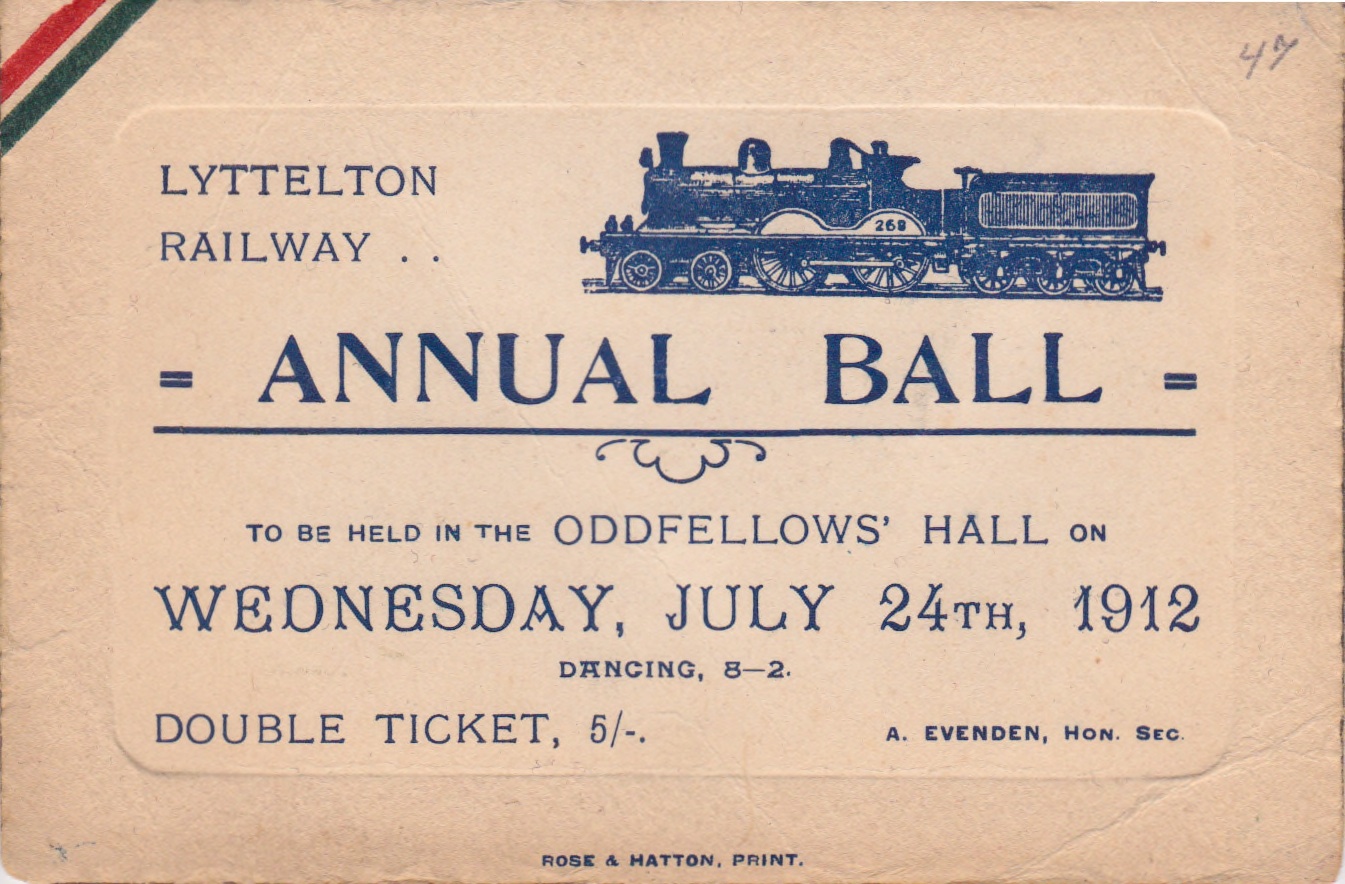 47
LYTTELTON
RAILWAY . .
268
= ANNUAL BALL =
TO BE HELD IN THE ODDFELLOWS' HALL ON
WEDNESDAY, JULY 24TH, 1912
DANCING, 8—2.
DOUBLE TICKET, 5/-.
A. EVENDEN, HON. SEC.
ROSE & HATTON, PRINT.